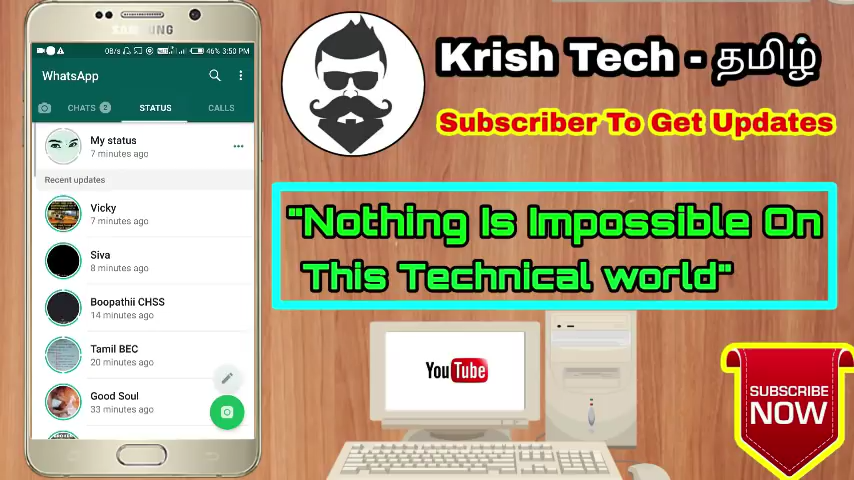 SAMSUNG
0B/s 46% 3:50 PM
WhatsApp
CHATS 2 STATUS CALLS
My status
7 minutes ago
Recent updates
Vicky
7 minutes ago
Siva
8 minutes ago
Boopathii CHSS
14 minutes ago
Tamil BEC
20 minutes ago
Good Soul
33 minutes ago
Krish Tech - தமிழ்
Subscriber To Get Updates
"Nothing Is Impossible On
This Technical world"
YouTube
SUBSCRIBE
NOW